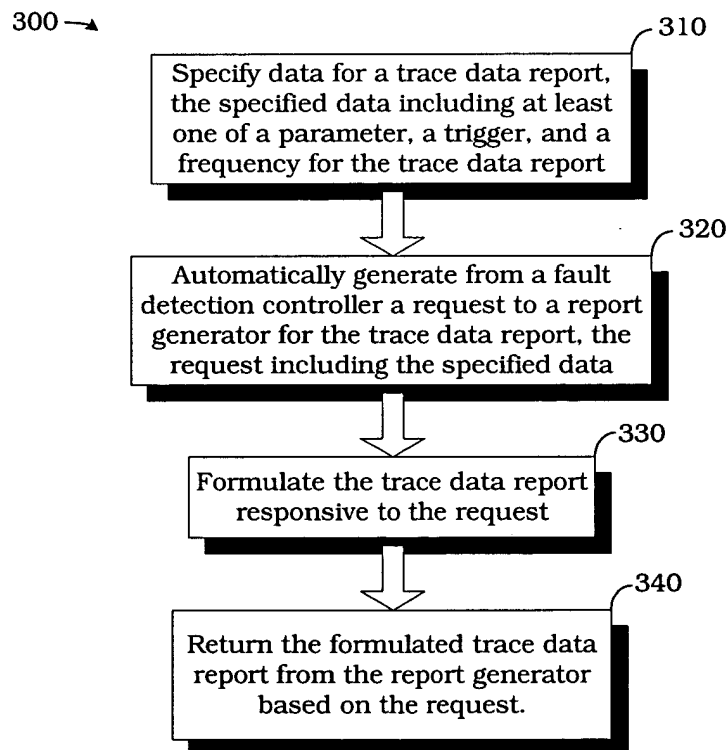 300
310
Specify data for a trace data report,
the specified data including at least
one of a parameter, a trigger, and a
frequency for the trace data report
320
Automatically generate from a fault
detection controller a request to a report
generator for the trace data report, the
request including the specified data
330
Formulate the trace data report
responsive to the request
340
Return the formulated trace data
report from the report generator
based on the request.